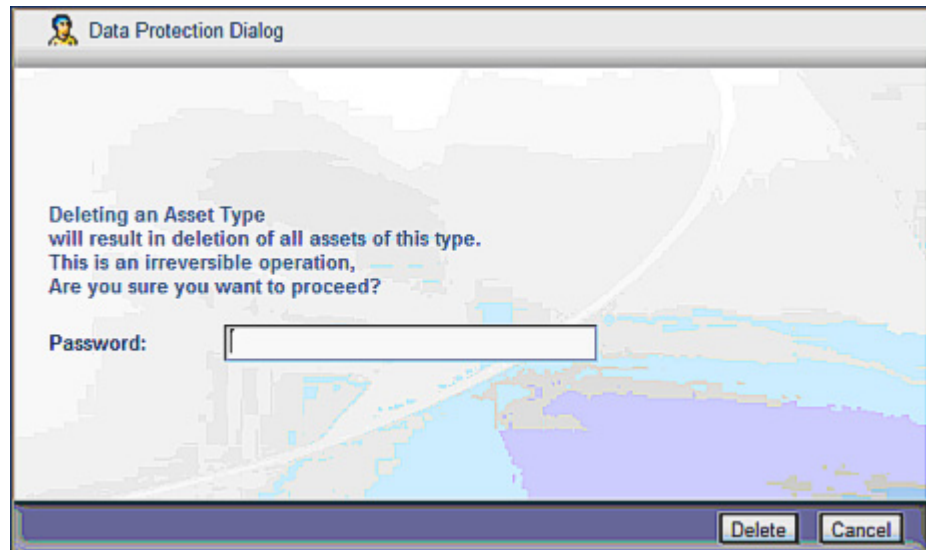 Data Protection Dialog
Deleting an Asset Type
will result in deletion of all assets of this type.
This is an irreversible operation,
Are you sure you want to proceed?
Password:
Delete Cancel